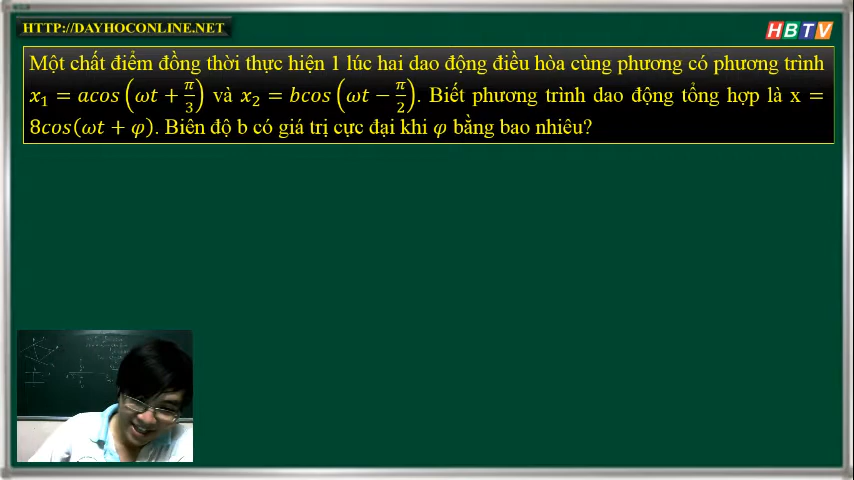 HTTP://DAYHOCONLINE.NET
HBTV
Một chất điểm đồng thời thực hiện 1 lúc hai dao động điều hòa cùng phương có phương trình
x₁ = acos(ωt + π/3) và x₂ = bcos(ωt − π/2). Biết phương trình dao động tổng hợp là x =
8cos(ωt + φ). Biên độ b có giá trị cực đại khi φ bằng bao nhiêu?